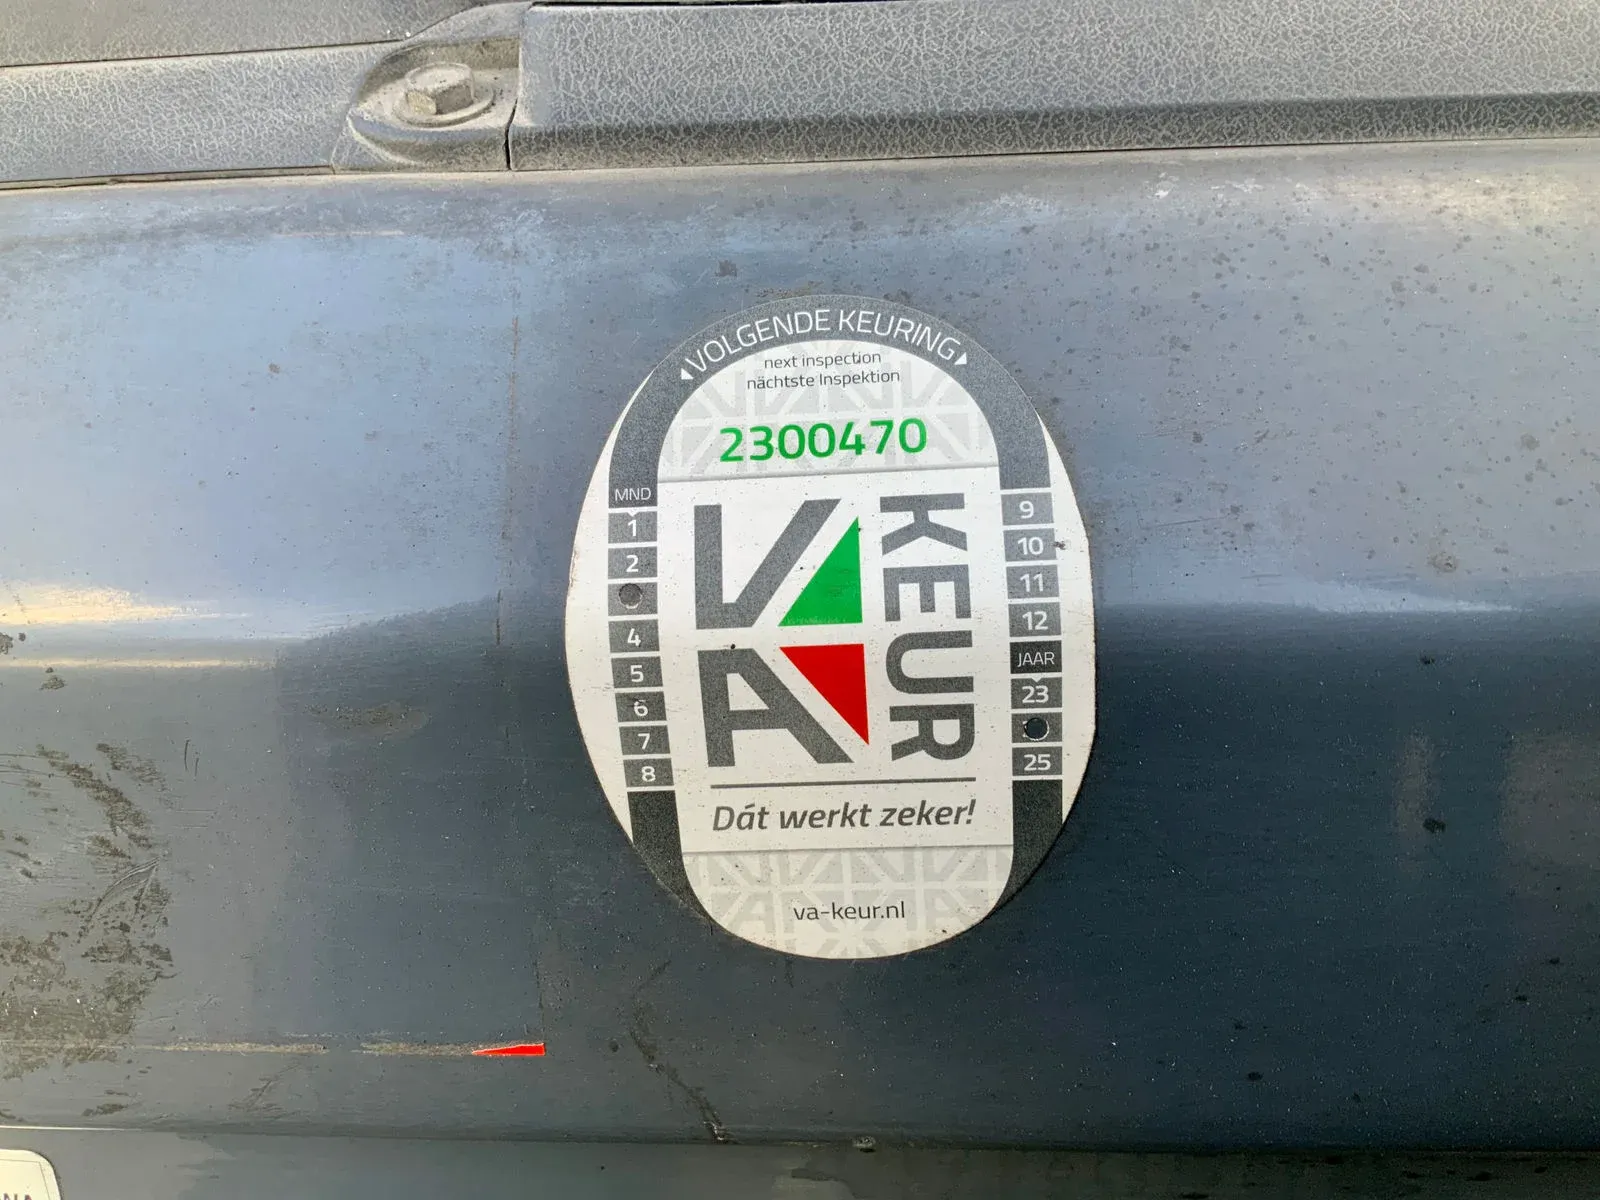 VOLGENDE KEURING
next inspection
nächtste Inspektion
2300470
MND
1
2
4
5
6
7
8
VA
KEUR
9
10
11
12
JAAR
23
25
Dát werkt zeker!
va-keur.nl